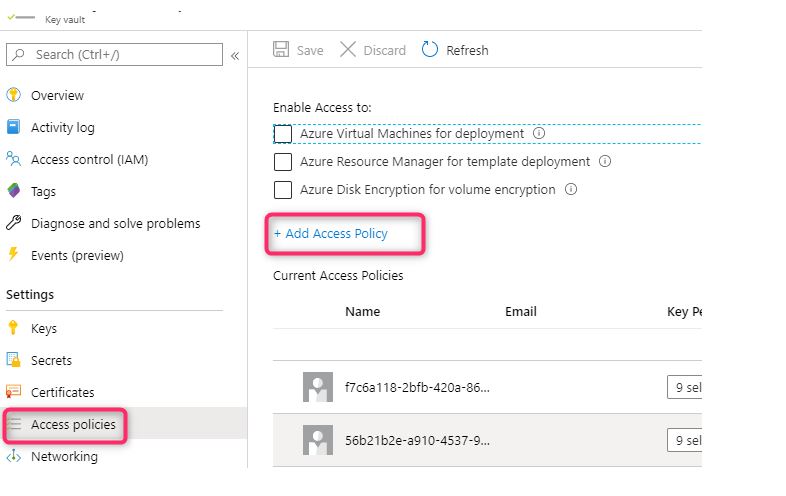 Key vault
Search (Ctrl+/)
«
Overview
Activity log
Access control (IAM)
Tags
Diagnose and solve problems
Events (preview)
Settings
Keys
Secrets
Certificates
Access policies
Networking
Save Discard Refresh
Enable Access to:
Azure Virtual Machines for deployment
Azure Resource Manager for template deployment
Azure Disk Encryption for volume encryption
+ Add Access Policy
Current Access Policies
Name Email Key Pe
f7c6a118-2bfb-420a-86... 9 sel
56b21b2e-a910-4537-9... 9 sel